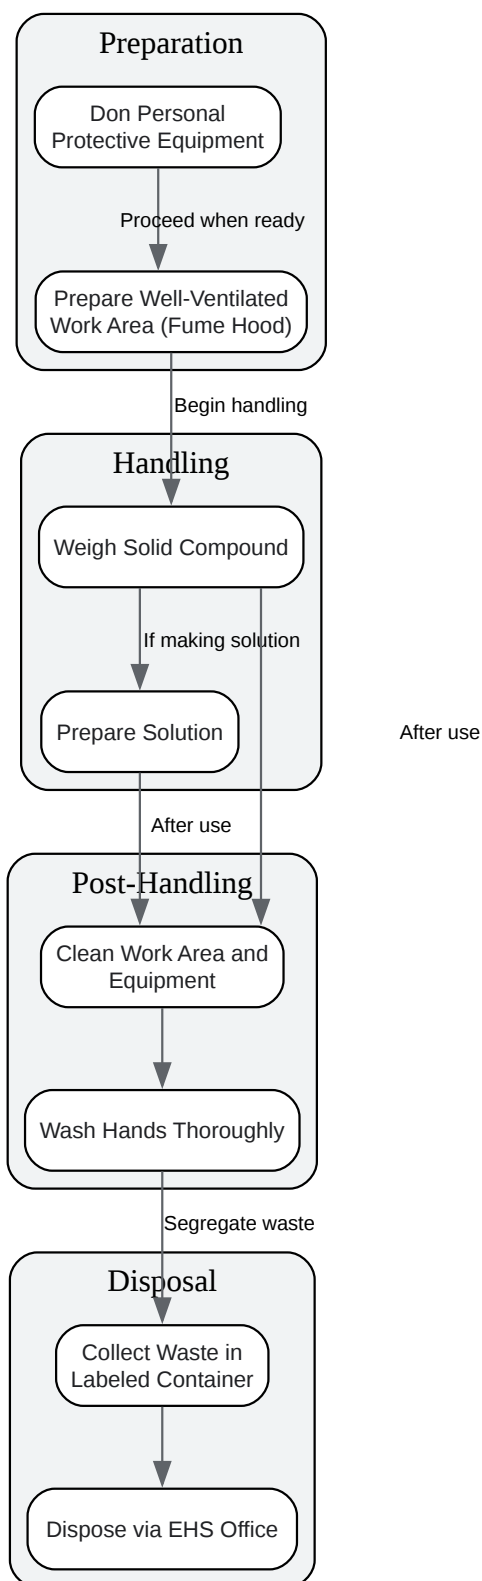 Preparation
Don Personal
Protective Equipment
Proceed when ready
Prepare Well-Ventilated
Work Area (Fume Hood)
Begin handling
Handling
Weigh Solid Compound
If making solution
Prepare Solution
After use
After use
Post-Handling
Clean Work Area and
Equipment
Wash Hands Thoroughly
Segregate waste
Disposal
Collect Waste in
Labeled Container
Dispose via EHS Office